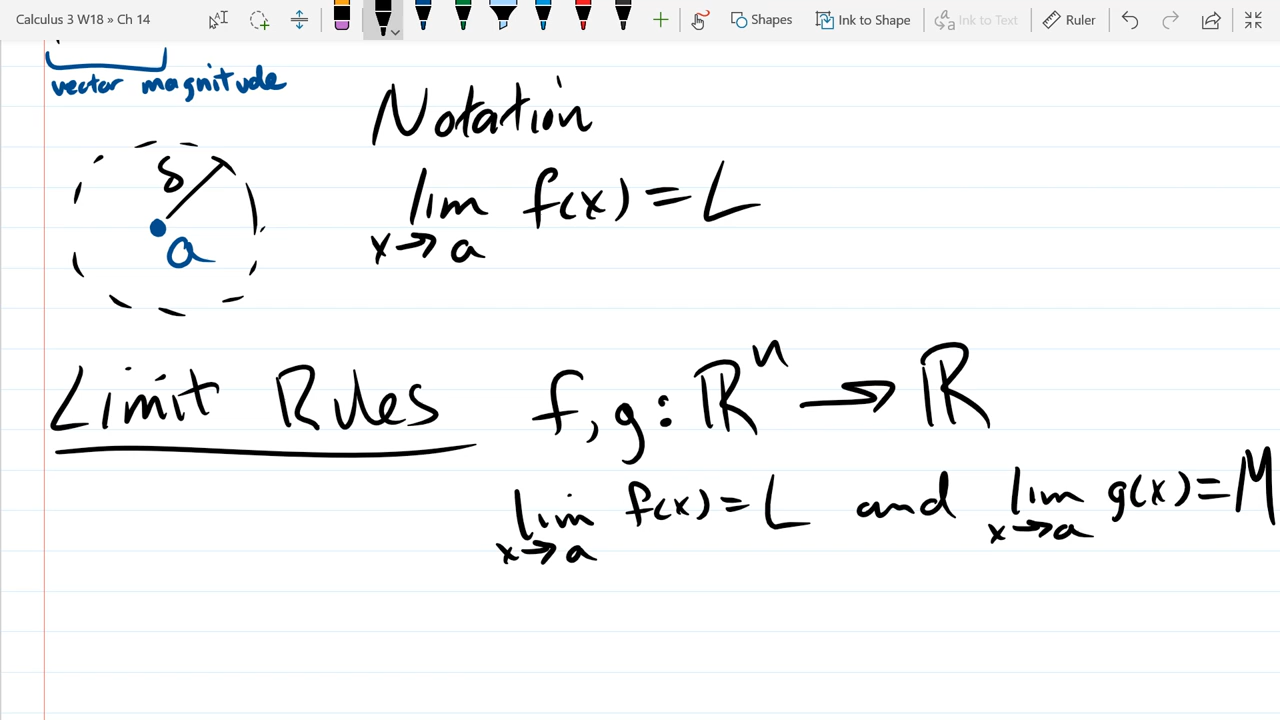 Calculus 3 W18 » Ch 14
Shapes
Ink to Shape
Ink to Text
Ruler
vector magnitude
Notation
δ
a
lim f(x) = L
x→a
Limit Rules f, g : ℝⁿ → ℝ
lim f(x) = L and lim g(x) = M
x→a x→a